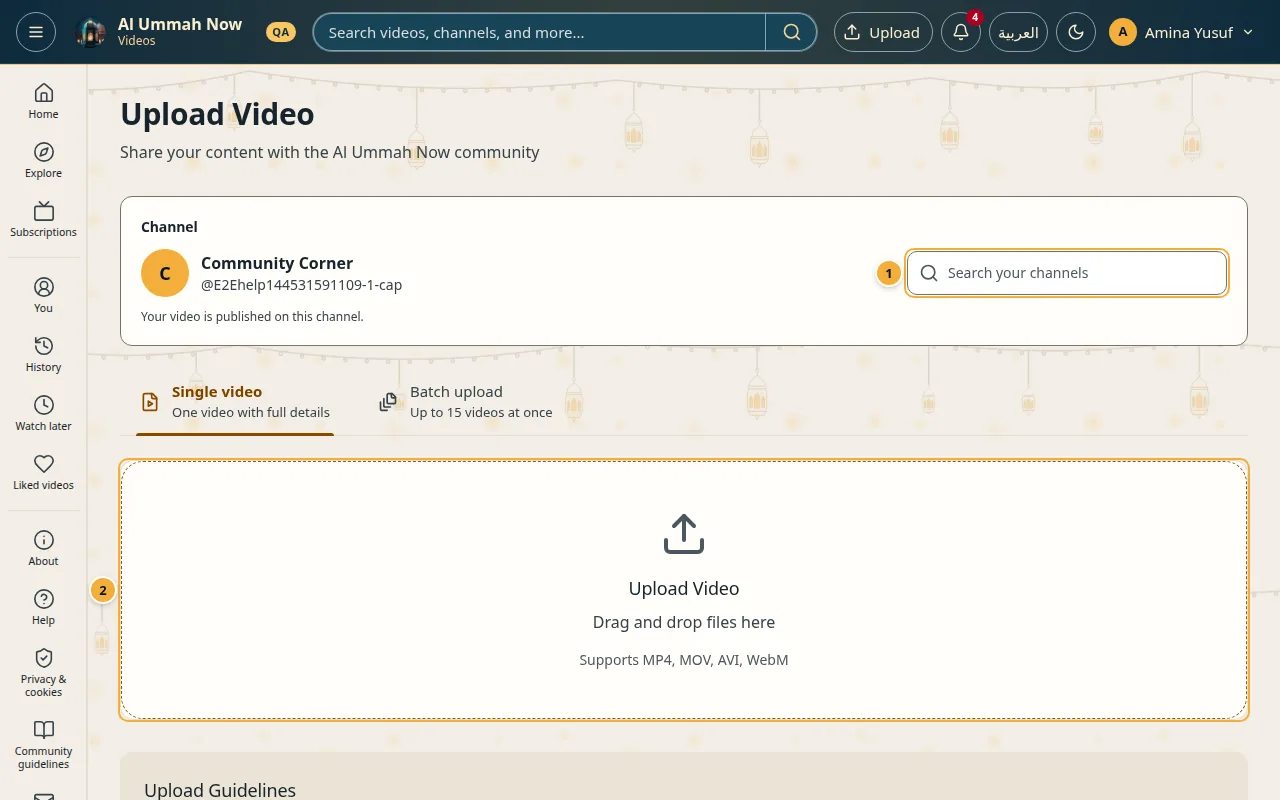 Al Ummah Now
Videos
QA
Search videos, channels, and more...
Upload
4
العربية
A
Amina Yusuf
Home
Explore
Subscriptions
You
History
Watch later
Liked videos
About
Help
Privacy &
cookies
Community
guidelines
Upload Video
Share your content with the Al Ummah Now community
Channel
C
Community Corner
@E2Ehelp144531591109-1-cap
1
Search your channels
Your video is published on this channel.
Single video
One video with full details
Batch upload
Up to 15 videos at once
2
Upload Video
Drag and drop files here
Supports MP4, MOV, AVI, WebM
Upload Guidelines